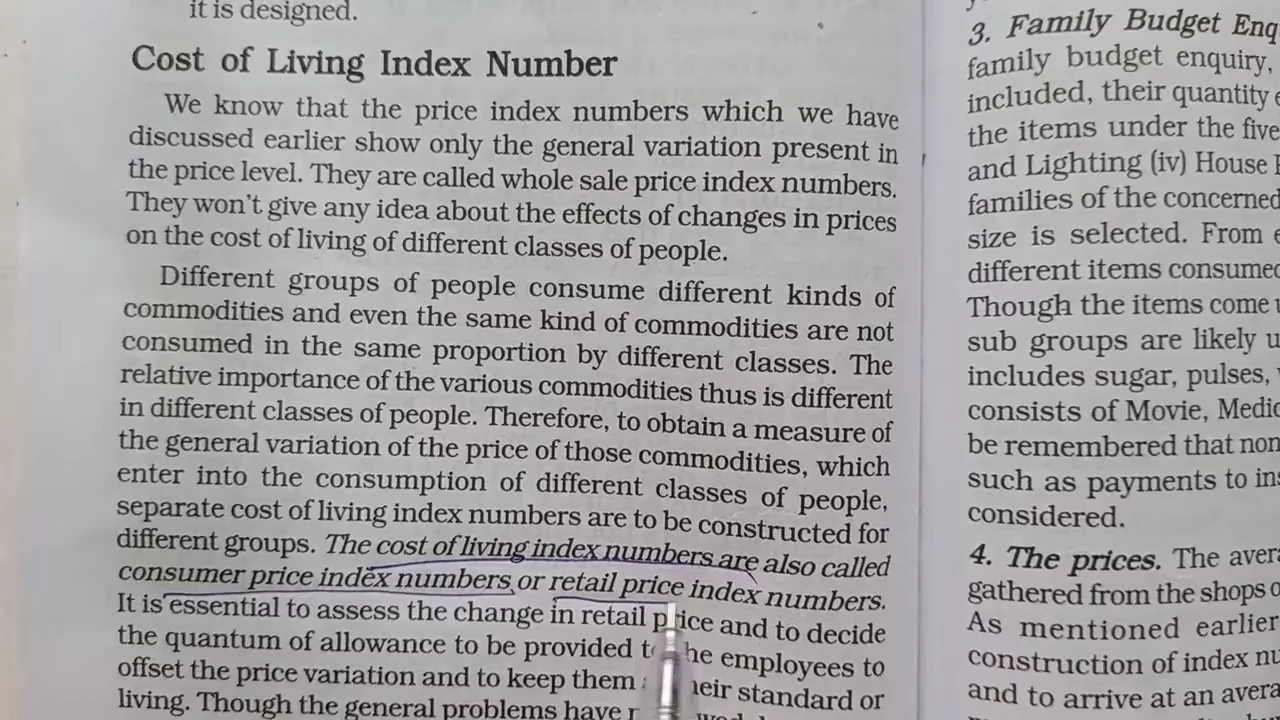 it is designed.
Cost of Living Index Number
We know that the price index numbers which we have
discussed earlier show only the general variation present in
the price level. They are called whole sale price index numbers.
They won't give any idea about the effects of changes in prices
on the cost of living of different classes of people.
Different groups of people consume different kinds of
commodities and even the same kind of commodities are not
consumed in the same proportion by different classes. The
relative importance of the various commodities thus is different
in different classes of people. Therefore, to obtain a measure of
the general variation of the price of those commodities, which
enter into the consumption of different classes of people,
separate cost of living index numbers are to be constructed for
different groups. The cost of living index numbers are also called
consumer price index numbers or retail price index numbers.
It is essential to assess the change in retail price and to decide
the quantum of allowance to be provided the employees to
offset the price variation and to keep them their standard or
living. Though the general problems have
3. Family Budget Enq
family budget enquiry,
included, their quantity
the items under the five
and Lighting (iv) House
families of the concerned
size is selected. From
different items consumed
Though the items come
sub groups are likely
includes sugar, pulses,
consists of Movie, Medic
be remembered that non
such as payments to ins
considered.
4. The prices. The avera
gathered from the shops
As mentioned earlier
construction of index nu
and to arrive at an avera